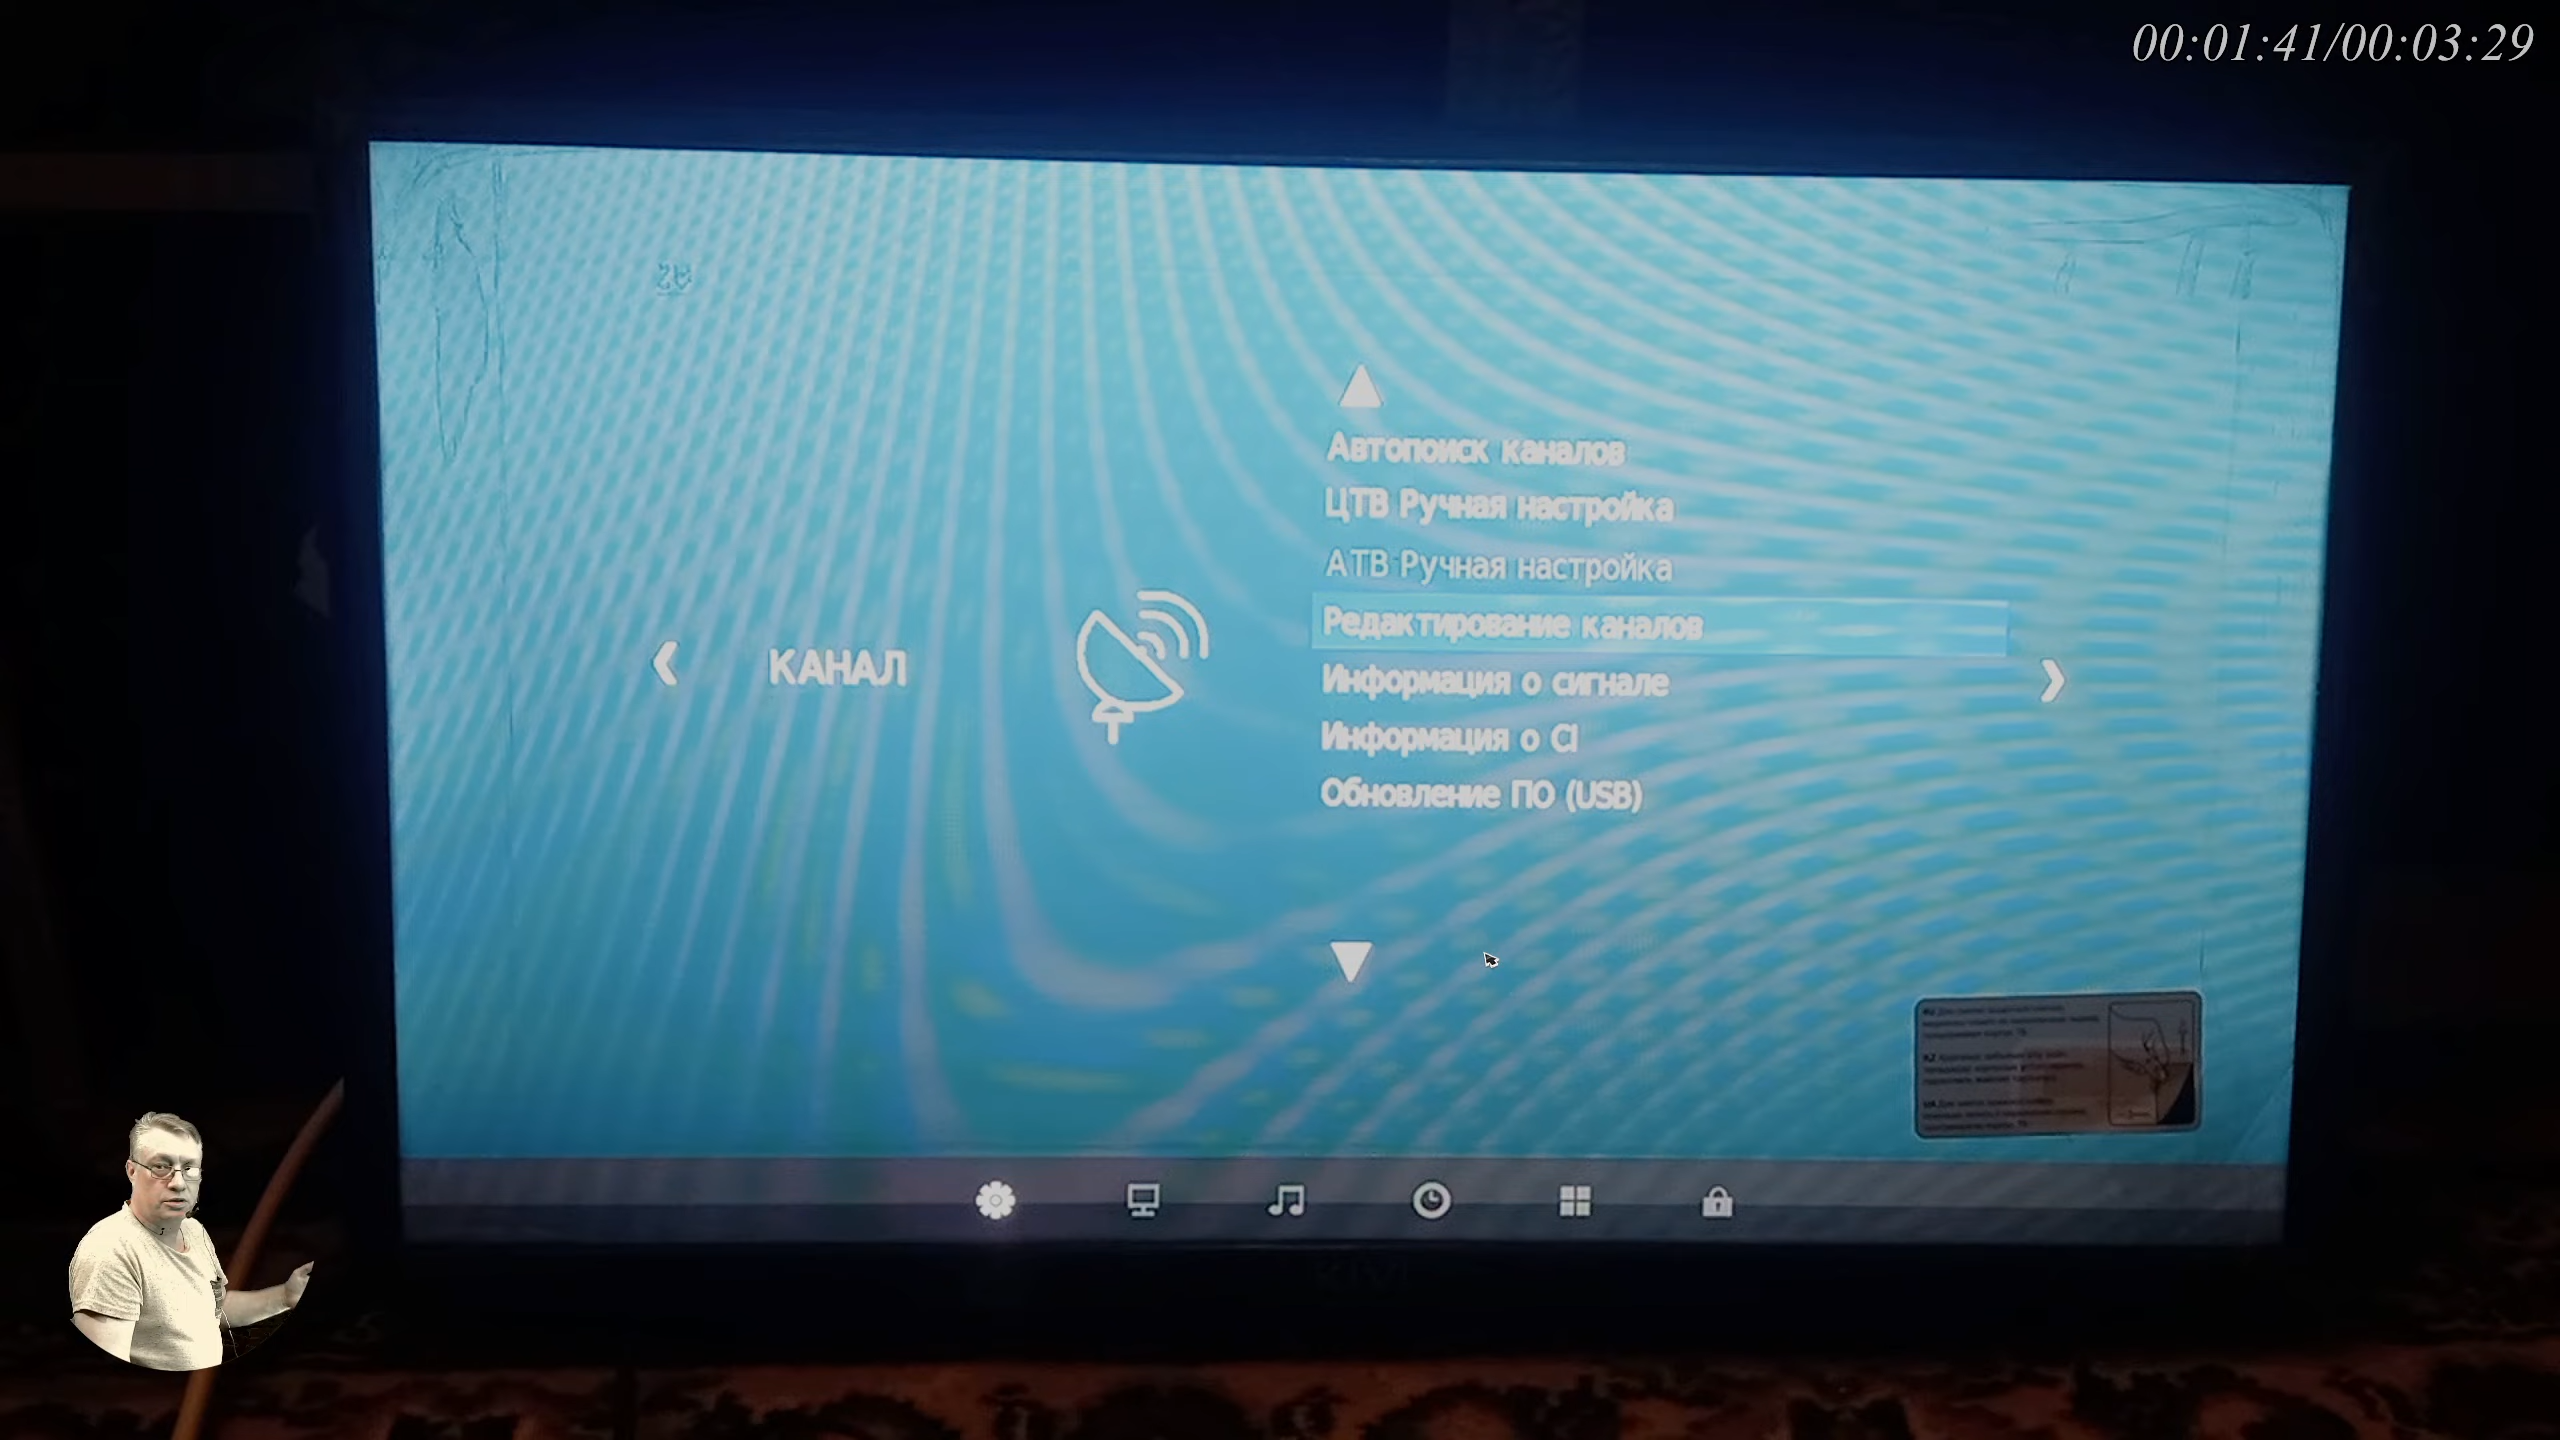 00:01:41/00:03:29
Автопоиск каналов
ЦТВ Ручная настройка
АТВ Ручная настройка
Редактирование каналов
КАНАЛ
Информация о сигнале
Информация о CI
Обновление ПО (USB)
KIVI